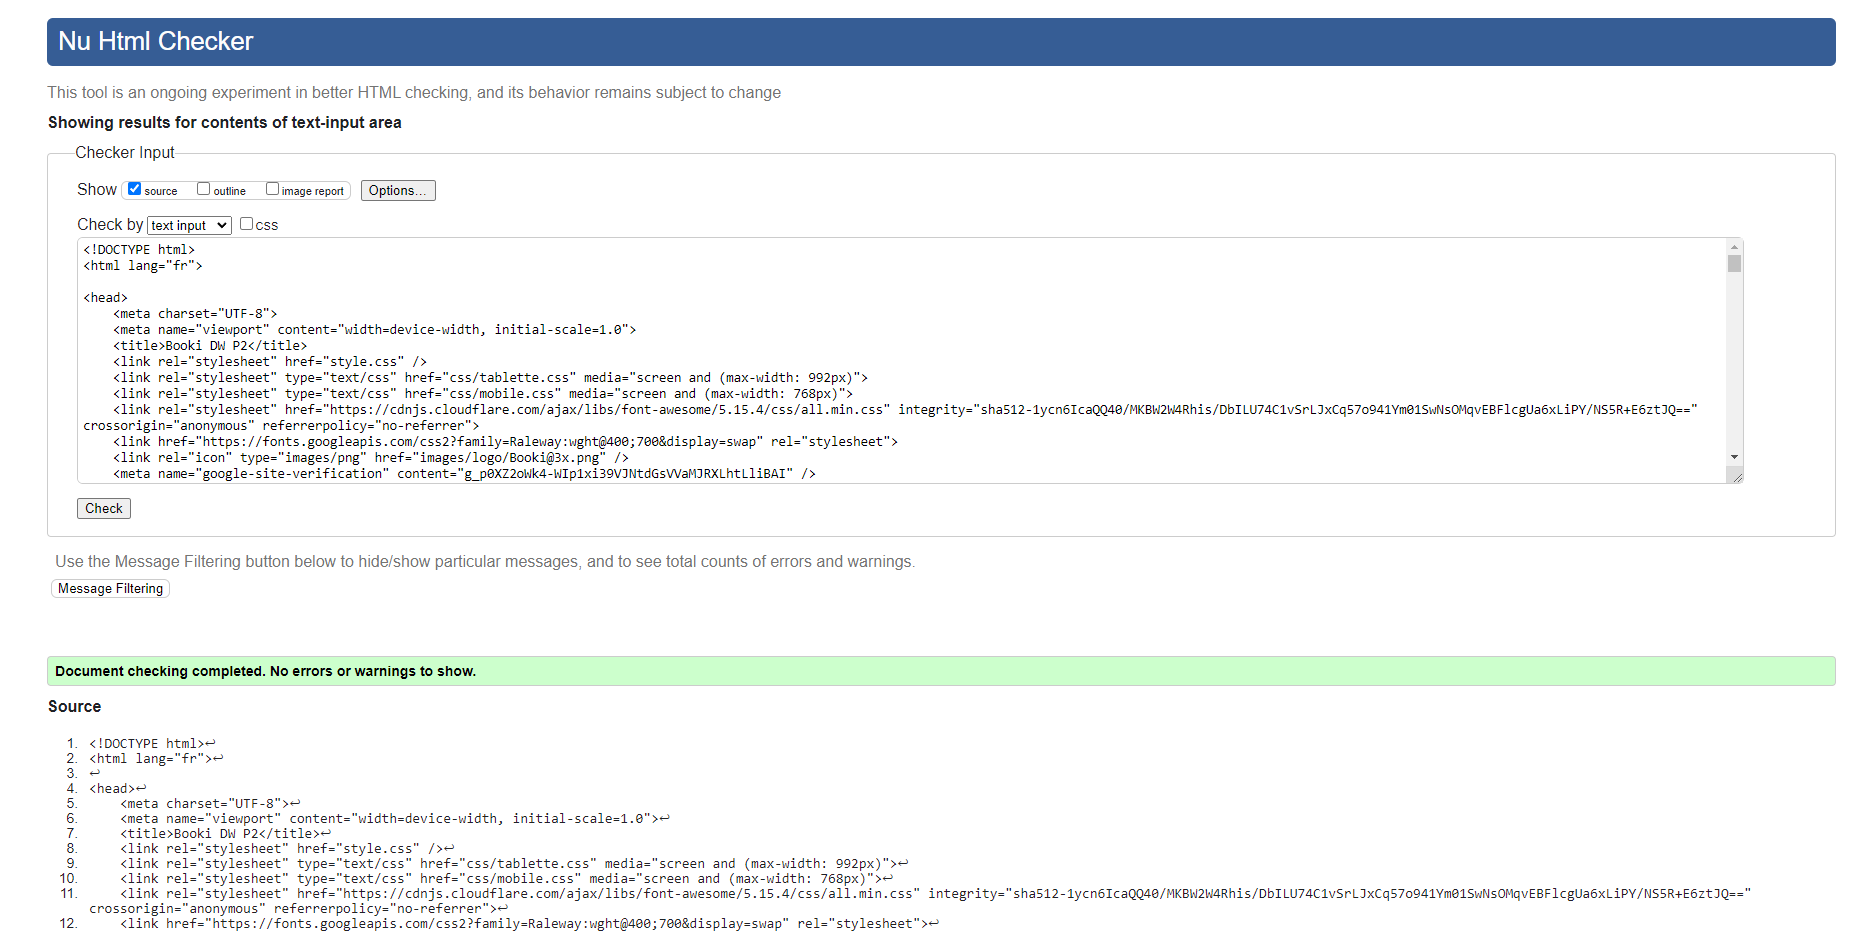 Nu Html Checker
This tool is an ongoing experiment in better HTML checking, and its behavior remains subject to change
Showing results for contents of text-input area
Checker Input
Show source outline image report Options...
Check by text input css
<!DOCTYPE html>
<html lang="fr">
<head>
<meta charset="UTF-8">
<meta name="viewport" content="width=device-width, initial-scale=1.0">
<title>Booki DW P2</title>
<link rel="stylesheet" href="style.css" />
<link rel="stylesheet" type="text/css" href="css/tablette.css" media="screen and (max-width: 992px)">
<link rel="stylesheet" type="text/css" href="css/mobile.css" media="screen and (max-width: 768px)">
<link rel="stylesheet" href="https://cdnjs.cloudflare.com/ajax/libs/font-awesome/5.15.4/css/all.min.css" integrity="sha512-1ycn6IcaQQ40/MKBW2W4Rhis/DbILU74C1vSrLJxCq57o941Ym01SwNsOMqvEBFlcgUa6xLiPY/NS5R+E6ztJQ=="
crossorigin="anonymous" referrerpolicy="no-referrer">
<link href="https://fonts.googleapis.com/css2?family=Raleway:wght@400;700&display=swap" rel="stylesheet">
<link rel="icon" type="images/png" href="images/logo/Booki@3x.png" />
<meta name="google-site-verification" content="g_p0XZ2oWk4-WIp1xi39VJNtdGsVVaMJRXLhtLliBAI" />
Check
Use the Message Filtering button below to hide/show particular messages, and to see total counts of errors and warnings.
Message Filtering
Document checking completed. No errors or warnings to show.
Source
1. <!DOCTYPE html>↩
2. <html lang="fr">↩
3. ↩
4. <head>↩
5. <meta charset="UTF-8">↩
6. <meta name="viewport" content="width=device-width, initial-scale=1.0">↩
7. <title>Booki DW P2</title>↩
8. <link rel="stylesheet" href="style.css" />↩
9. <link rel="stylesheet" type="text/css" href="css/tablette.css" media="screen and (max-width: 992px)">↩
10. <link rel="stylesheet" type="text/css" href="css/mobile.css" media="screen and (max-width: 768px)">↩
11. <link rel="stylesheet" href="https://cdnjs.cloudflare.com/ajax/libs/font-awesome/5.15.4/css/all.min.css" integrity="sha512-1ycn6IcaQQ40/MKBW2W4Rhis/DbILU74C1vSrLJxCq57o941Ym01SwNsOMqvEBFlcgUa6xLiPY/NS5R+E6ztJQ=="
crossorigin="anonymous" referrerpolicy="no-referrer">↩
12. <link href="https://fonts.googleapis.com/css2?family=Raleway:wght@400;700&display=swap" rel="stylesheet">↩